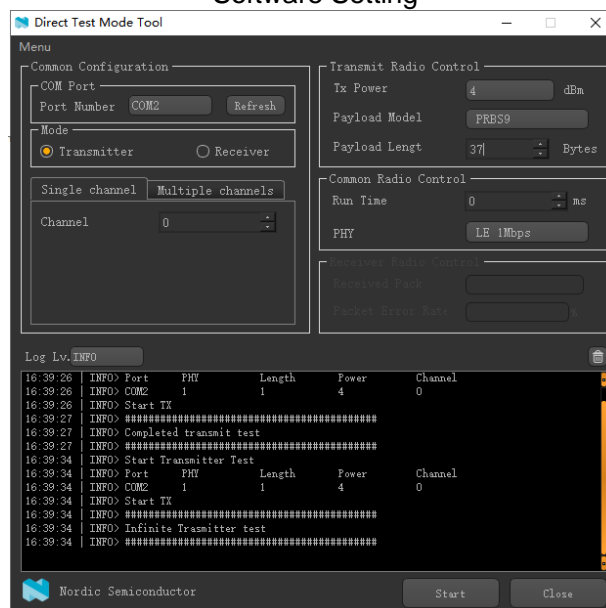 Software Setting
Direct Test Mode Tool
Menu
Common Configuration
COM Port
Port Number COM2 Refresh
Mode
Transmitter Receiver
Single channel Multiple channels
Channel 0
Transmit Radio Control
Tx Power 4 dBm
Payload Model PRBS9
Payload Lengt 37 Bytes
Common Radio Control
Run Time 0 ms
PHY LE 1Mbps
Receiver Radio Control
Received Pack
Packet Error Rate %
Log Lv. INFO
16:39:26 | INFO> Port PHY Length Power Channel
16:39:26 | INFO> COM2 1 1 4 0
16:39:26 | INFO> Start TX
16:39:27 | INFO> ########################################
16:39:27 | INFO> Completed transmit test
16:39:27 | INFO> ########################################
16:39:34 | INFO> Start Transmitter Test
16:39:34 | INFO> Port PHY Length Power Channel
16:39:34 | INFO> COM2 1 1 4 0
16:39:34 | INFO> Start TX
16:39:34 | INFO> ########################################
16:39:34 | INFO> Infinite Trasmitter test
16:39:34 | INFO> ########################################
Nordic Semiconductor Start Close